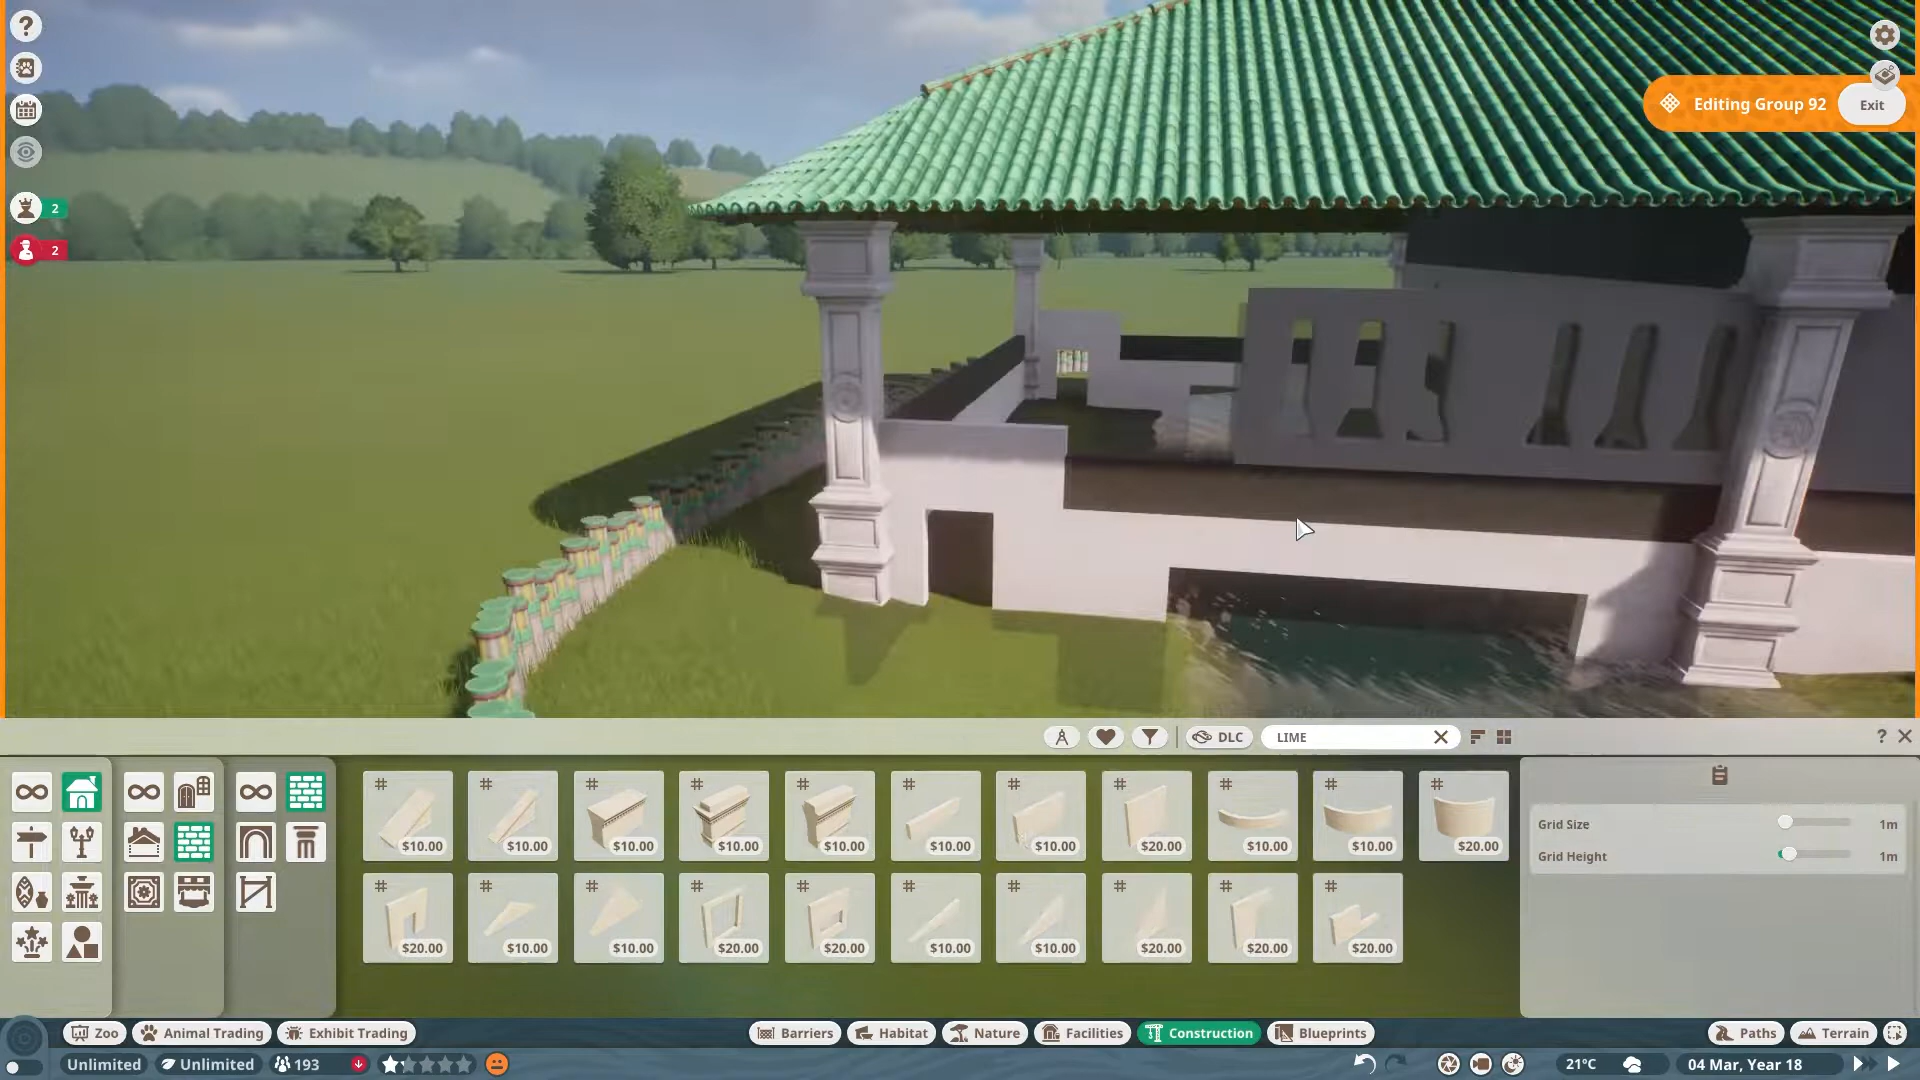 ?
Editing Group 92
Exit
2
2
DLC
LIME
?
$10.00
$10.00
$10.00
$10.00
$10.00
$10.00
$10.00
$20.00
$10.00
$10.00
$20.00
Grid Size
1m
Grid Height
1m
$20.00
$10.00
$10.00
$20.00
$20.00
$10.00
$10.00
$20.00
$20.00
$20.00
Zoo
Animal Trading
Exhibit Trading
Barriers
Habitat
Nature
Facilities
Construction
Blueprints
Paths
Terrain
Unlimited
Unlimited
193
21°C
04 Mar, Year 18